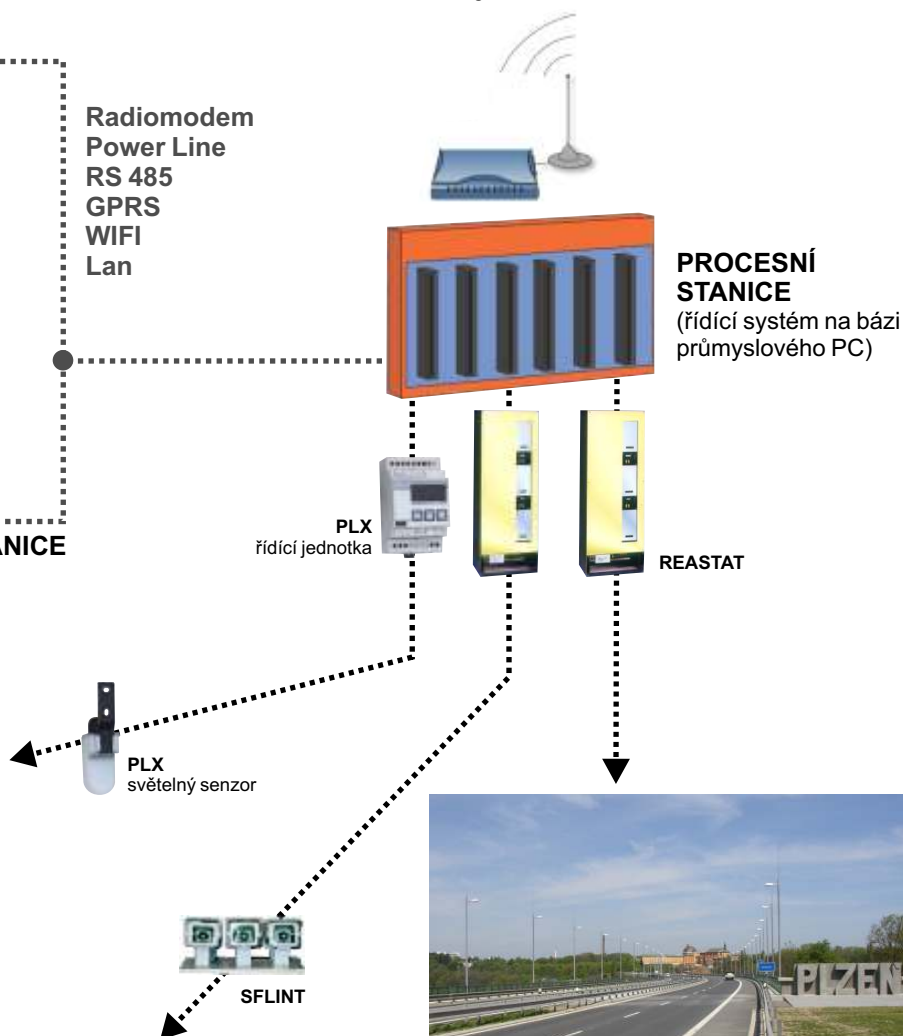 Radiomodem
Power Line
RS 485
GPRS
WIFI
Lan
PROCESNÍ
STANICE
(řídící systém na bázi
průmyslového PC)
PLX
řídící jednotka
REASTAT
ANICE
PLX
světelný senzor
SFLINT
PLZEN